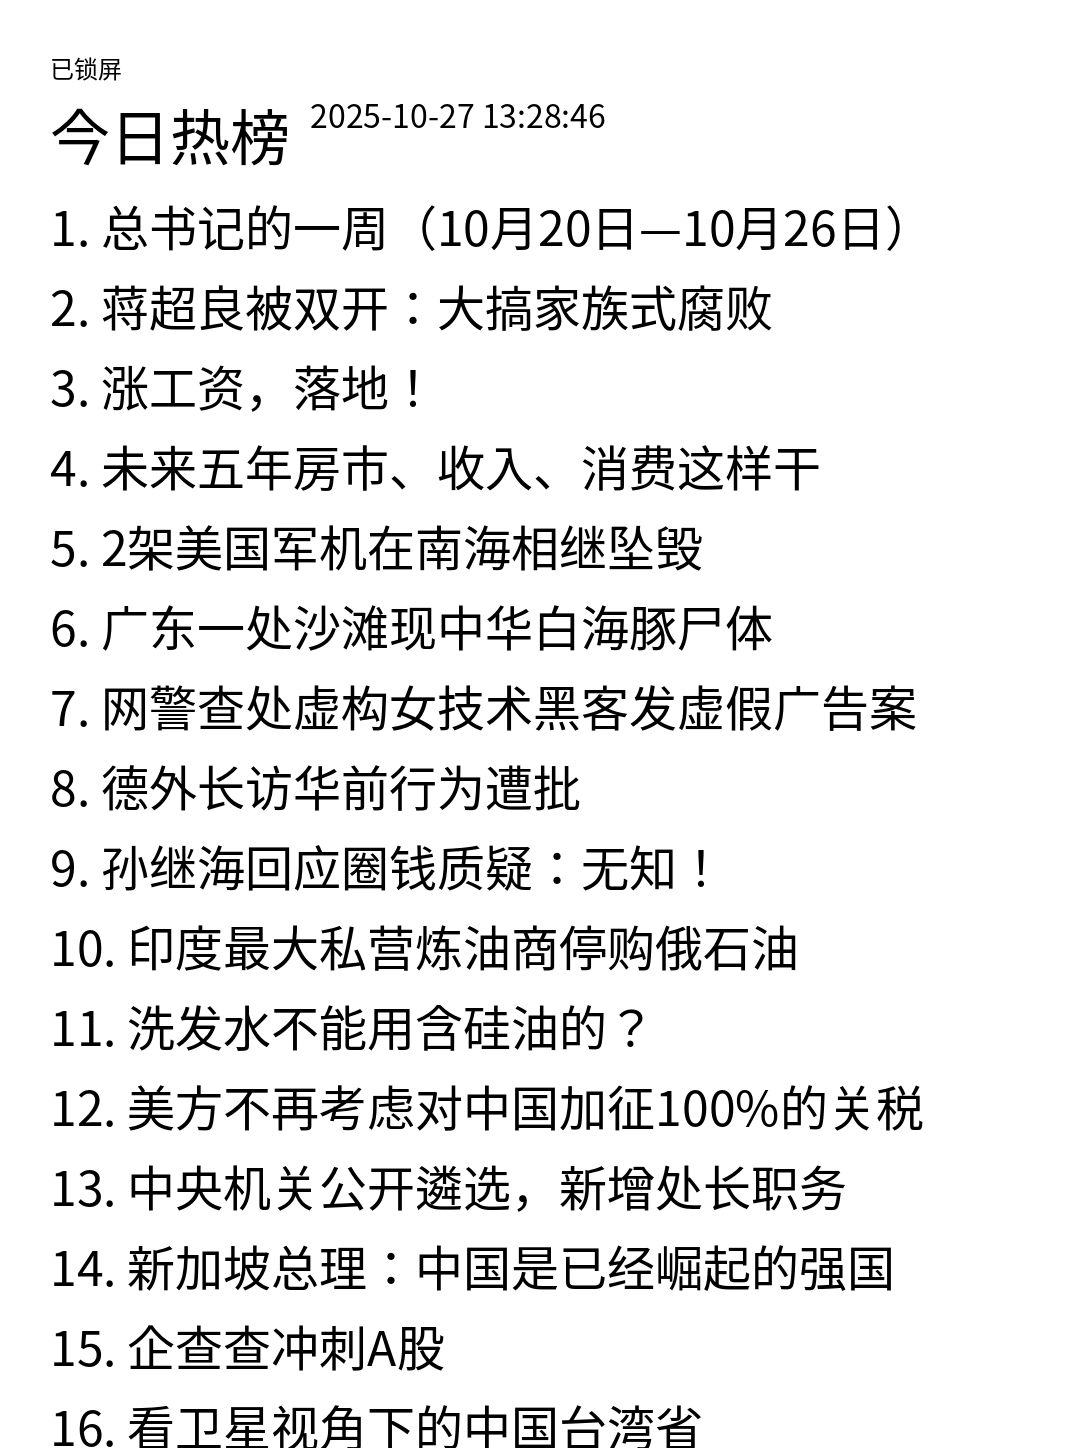 已锁屏
今日热榜 2025-10-27 13:28:46
1. 总书记的一周（10月20日—10月26日）
2. 蒋超良被双开：大搞家族式腐败
3. 涨工资，落地！
4. 未来五年房市、收入、消费这样干
5. 2架美国军机在南海相继坠毁
6. 广东一处沙滩现中华白海豚尸体
7. 网警查处虚构女技术黑客发虚假广告案
8. 德外长访华前行为遭批
9. 孙继海回应圈钱质疑：无知！
10. 印度最大私营炼油商停购俄石油
11. 洗发水不能用含硅油的？
12. 美方不再考虑对中国加征100%的关税
13. 中央机关公开遴选，新增处长职务
14. 新加坡总理：中国是已经崛起的强国
15. 企查查冲刺A股
16. 看卫星视角下的中国台湾省